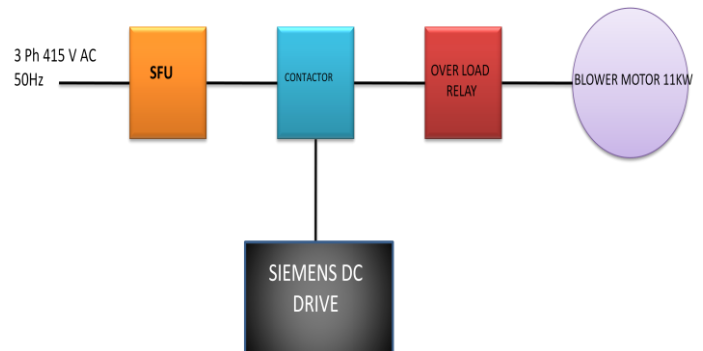 3 Ph 415 V AC
50Hz
SFU
CONTACTOR
OVER LOAD
RELAY
BLOWER MOTOR 11KW
SIEMENS DC
DRIVE